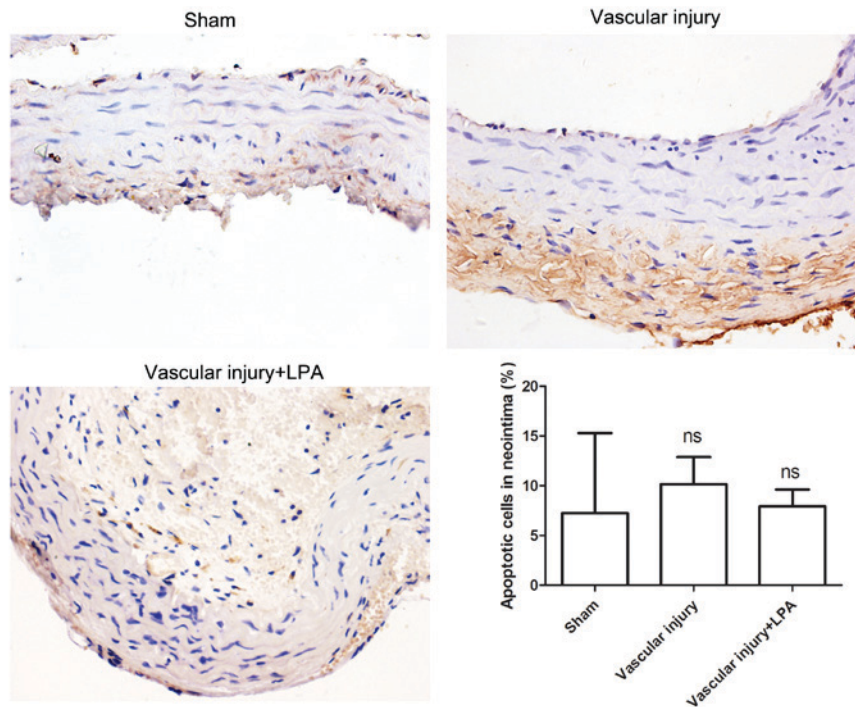 Sham
Vascular injury
Vascular injury+LPA
Apoptotic cells in neointima (%)
20
15
10
5
0
ns
ns
Sham
Vascular injury
Vascular injury+LPA